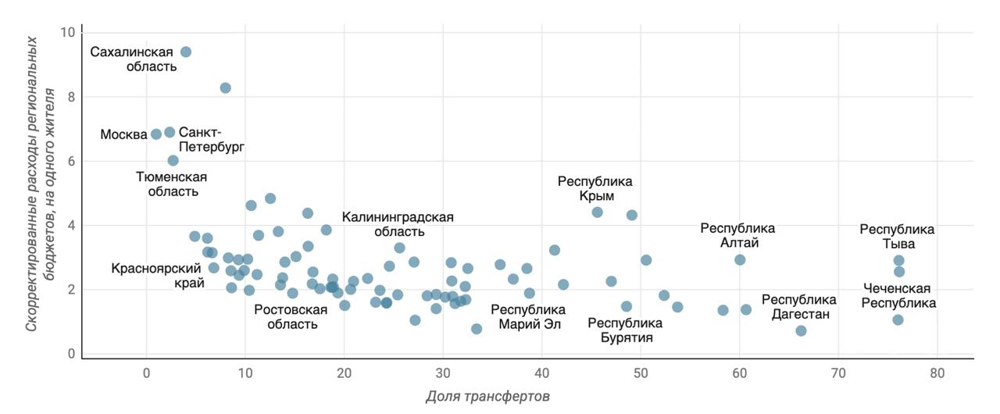 Скорректированные расходы региональных
бюджетов, на одного жителя
10
8
6
4
2
0
Сахалинская
область
Москва
Санкт-
Петербург
Тюменская
область
Республика
Крым
Калининградская
область
Республика
Алтай
Республика
Тыва
Красноярский
край
Чеченская
Республика
Ростовская
область
Республика
Марий Эл
Республика
Бурятия
Республика
Дагестан
0
10
20
30
40
50
60
70
80
Доля трансфертов